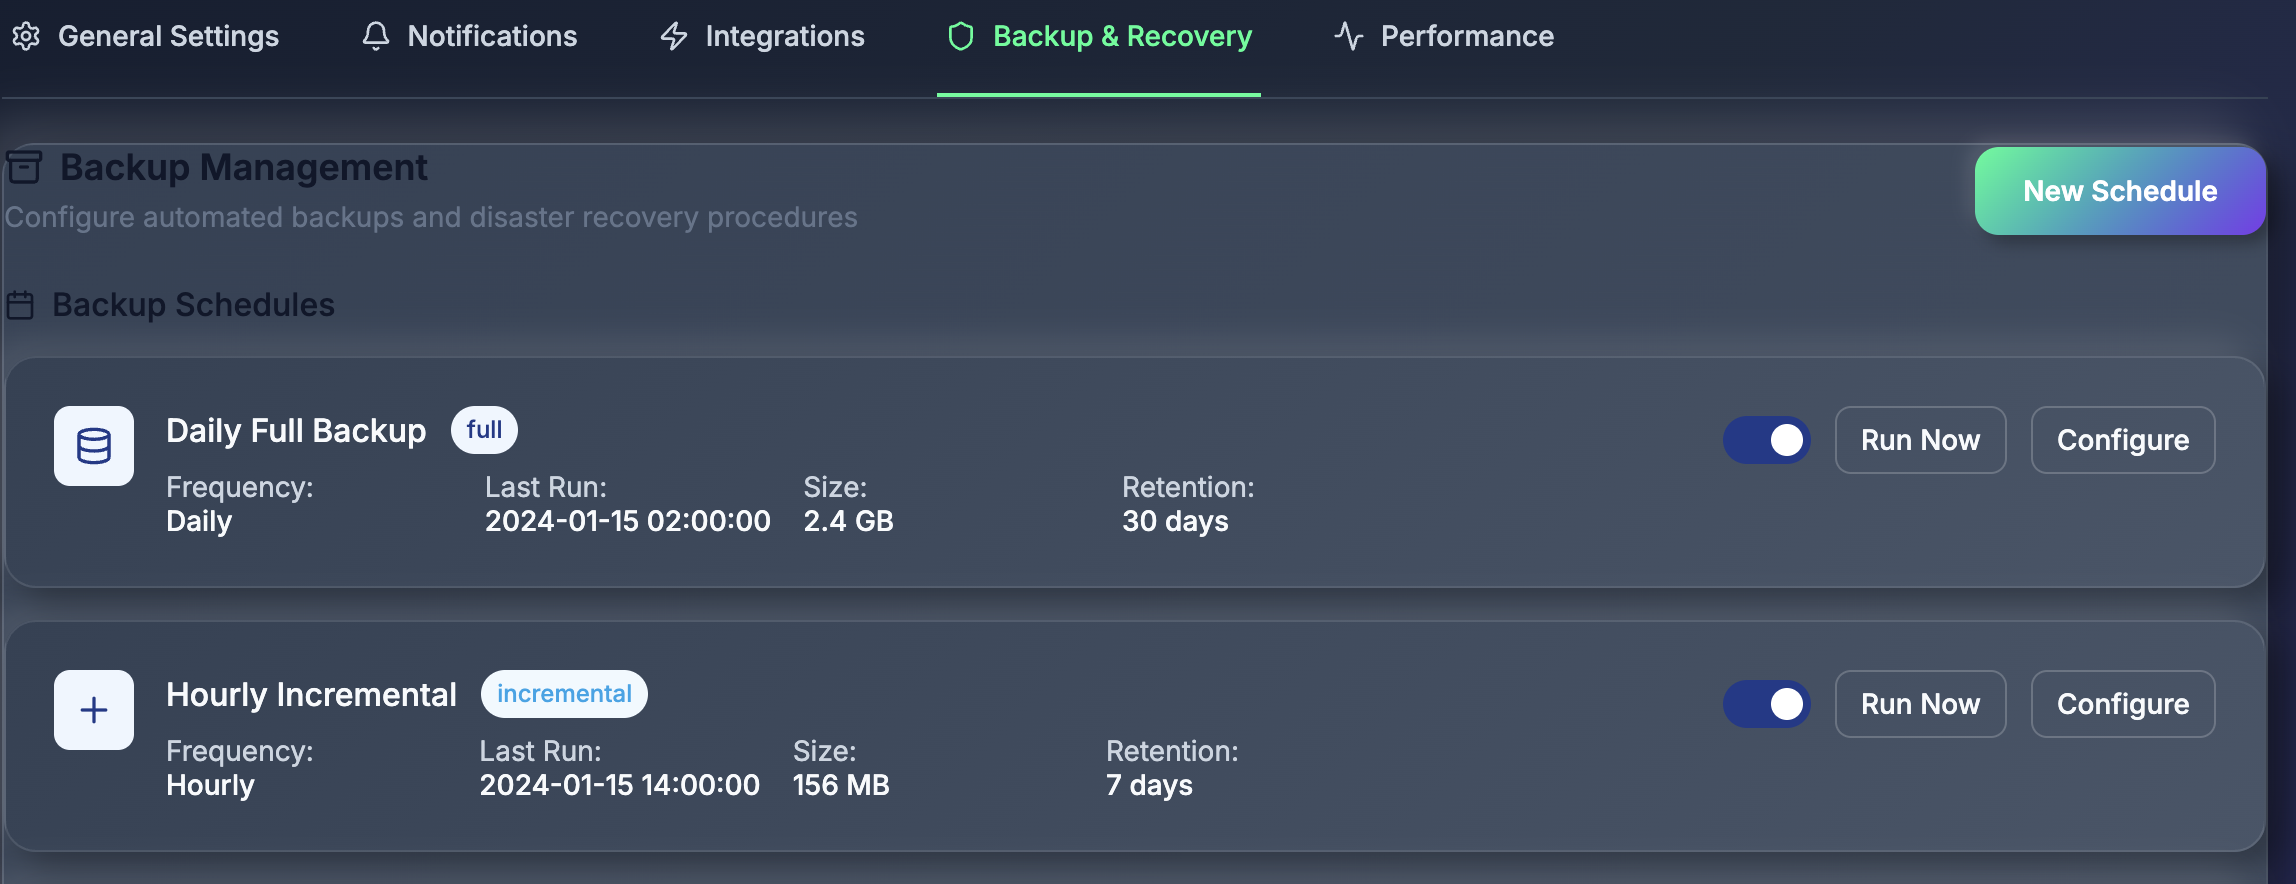 General Settings
Notifications
Integrations
Backup & Recovery
Performance
Backup Management
Configure automated backups and disaster recovery procedures
New Schedule
Backup Schedules
Daily Full Backup
full
Run Now
Configure
Frequency:
Daily
Last Run:
2024-01-15 02:00:00
Size:
2.4 GB
Retention:
30 days
Hourly Incremental
incremental
Run Now
Configure
Frequency:
Hourly
Last Run:
2024-01-15 14:00:00
Size:
156 MB
Retention:
7 days